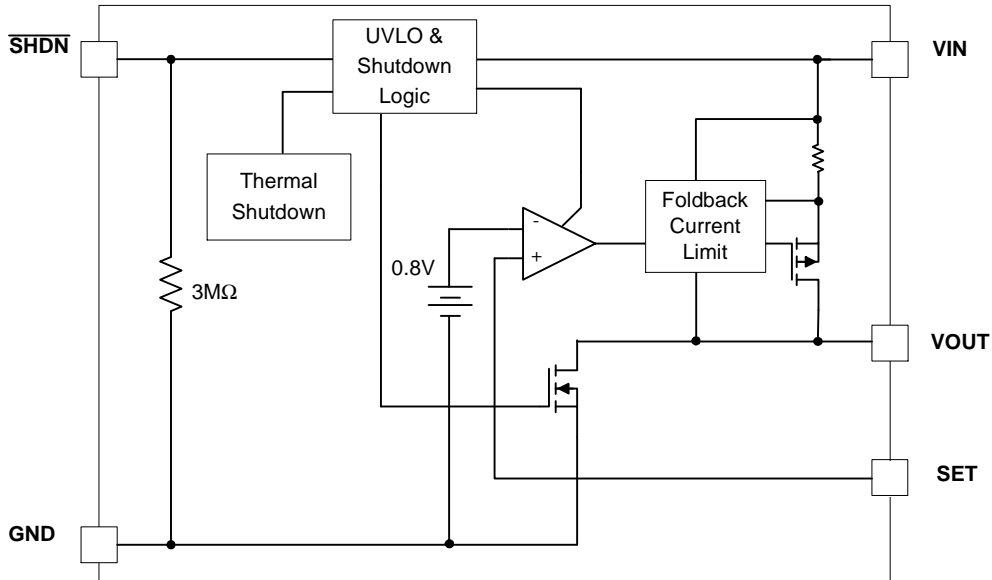 SHDN
UVLO &
Shutdown
Logic
VIN
Thermal
Shutdown
Foldback
Current
Limit
-
+
0.8V
3MΩ
VOUT
SET
GND